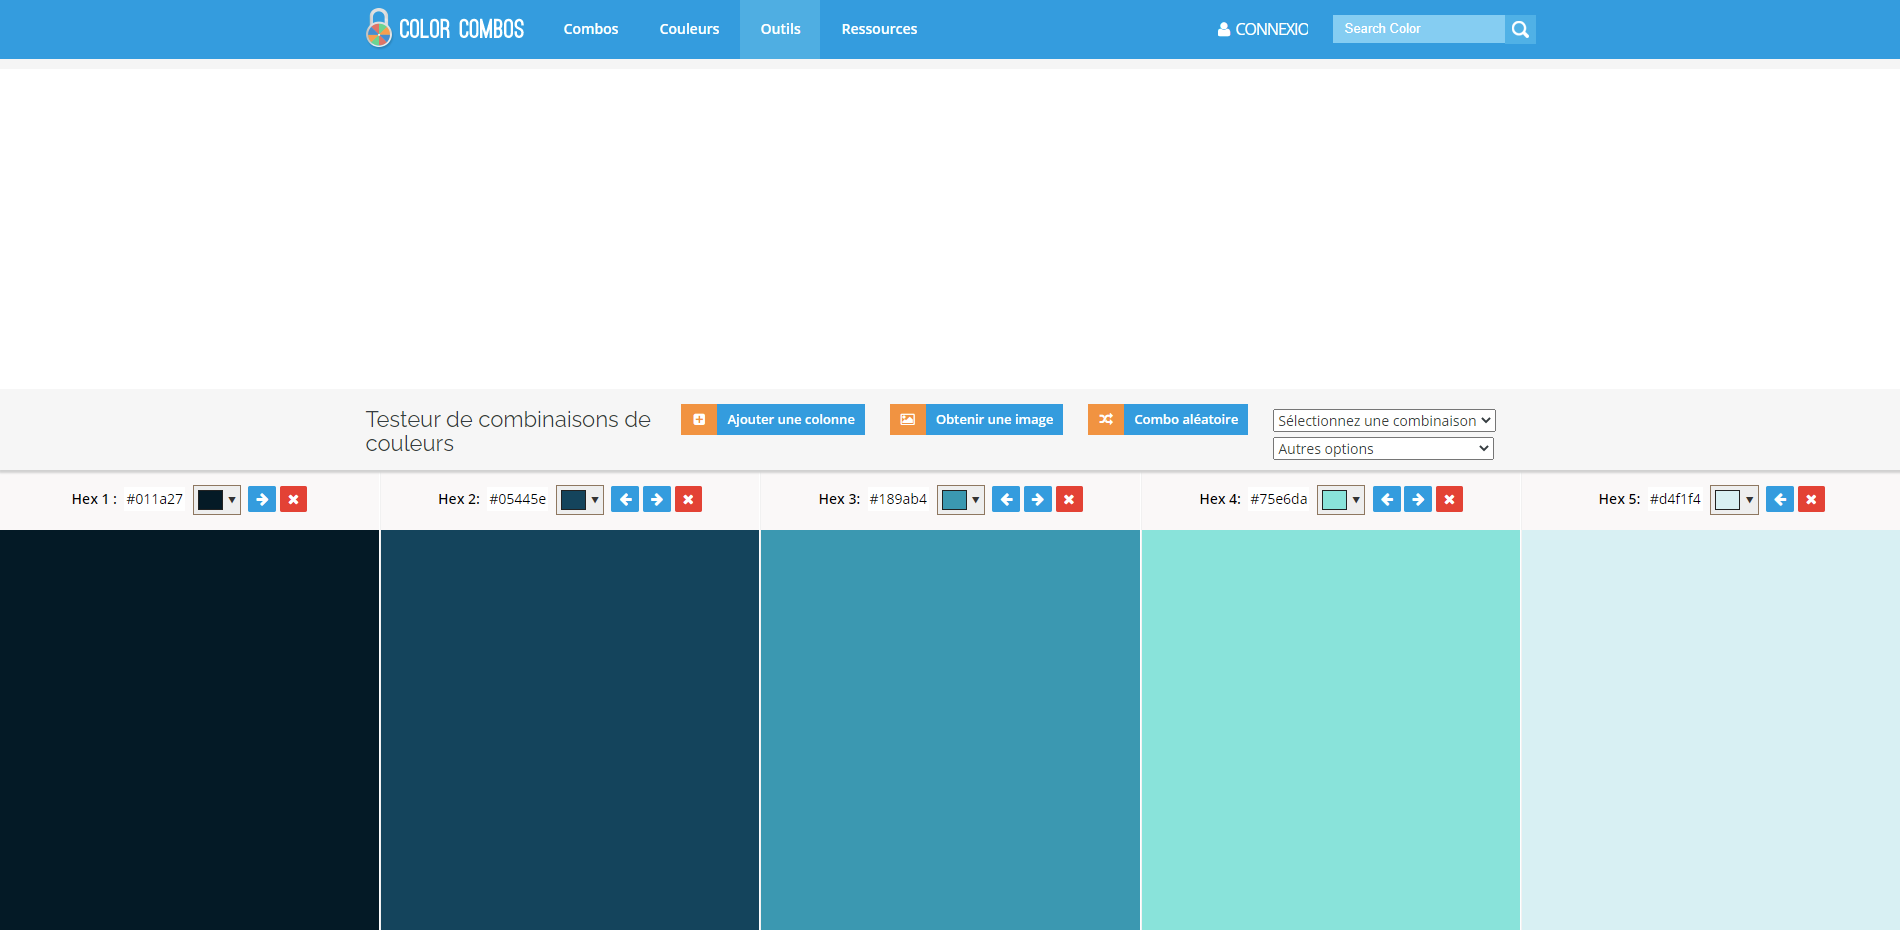 COLOR COMBOS
Combos
Couleurs
Outils
Ressources
CONNEXIO
Search Color
Testeur de combinaisons de
couleurs
Ajouter une colonne
Obtenir une image
Combo aléatoire
Sélectionnez une combinaison
Autres options
Hex 1 : #011a27
Hex 2: #05445e
Hex 3: #189ab4
Hex 4: #75e6da
Hex 5: #d4f1f4